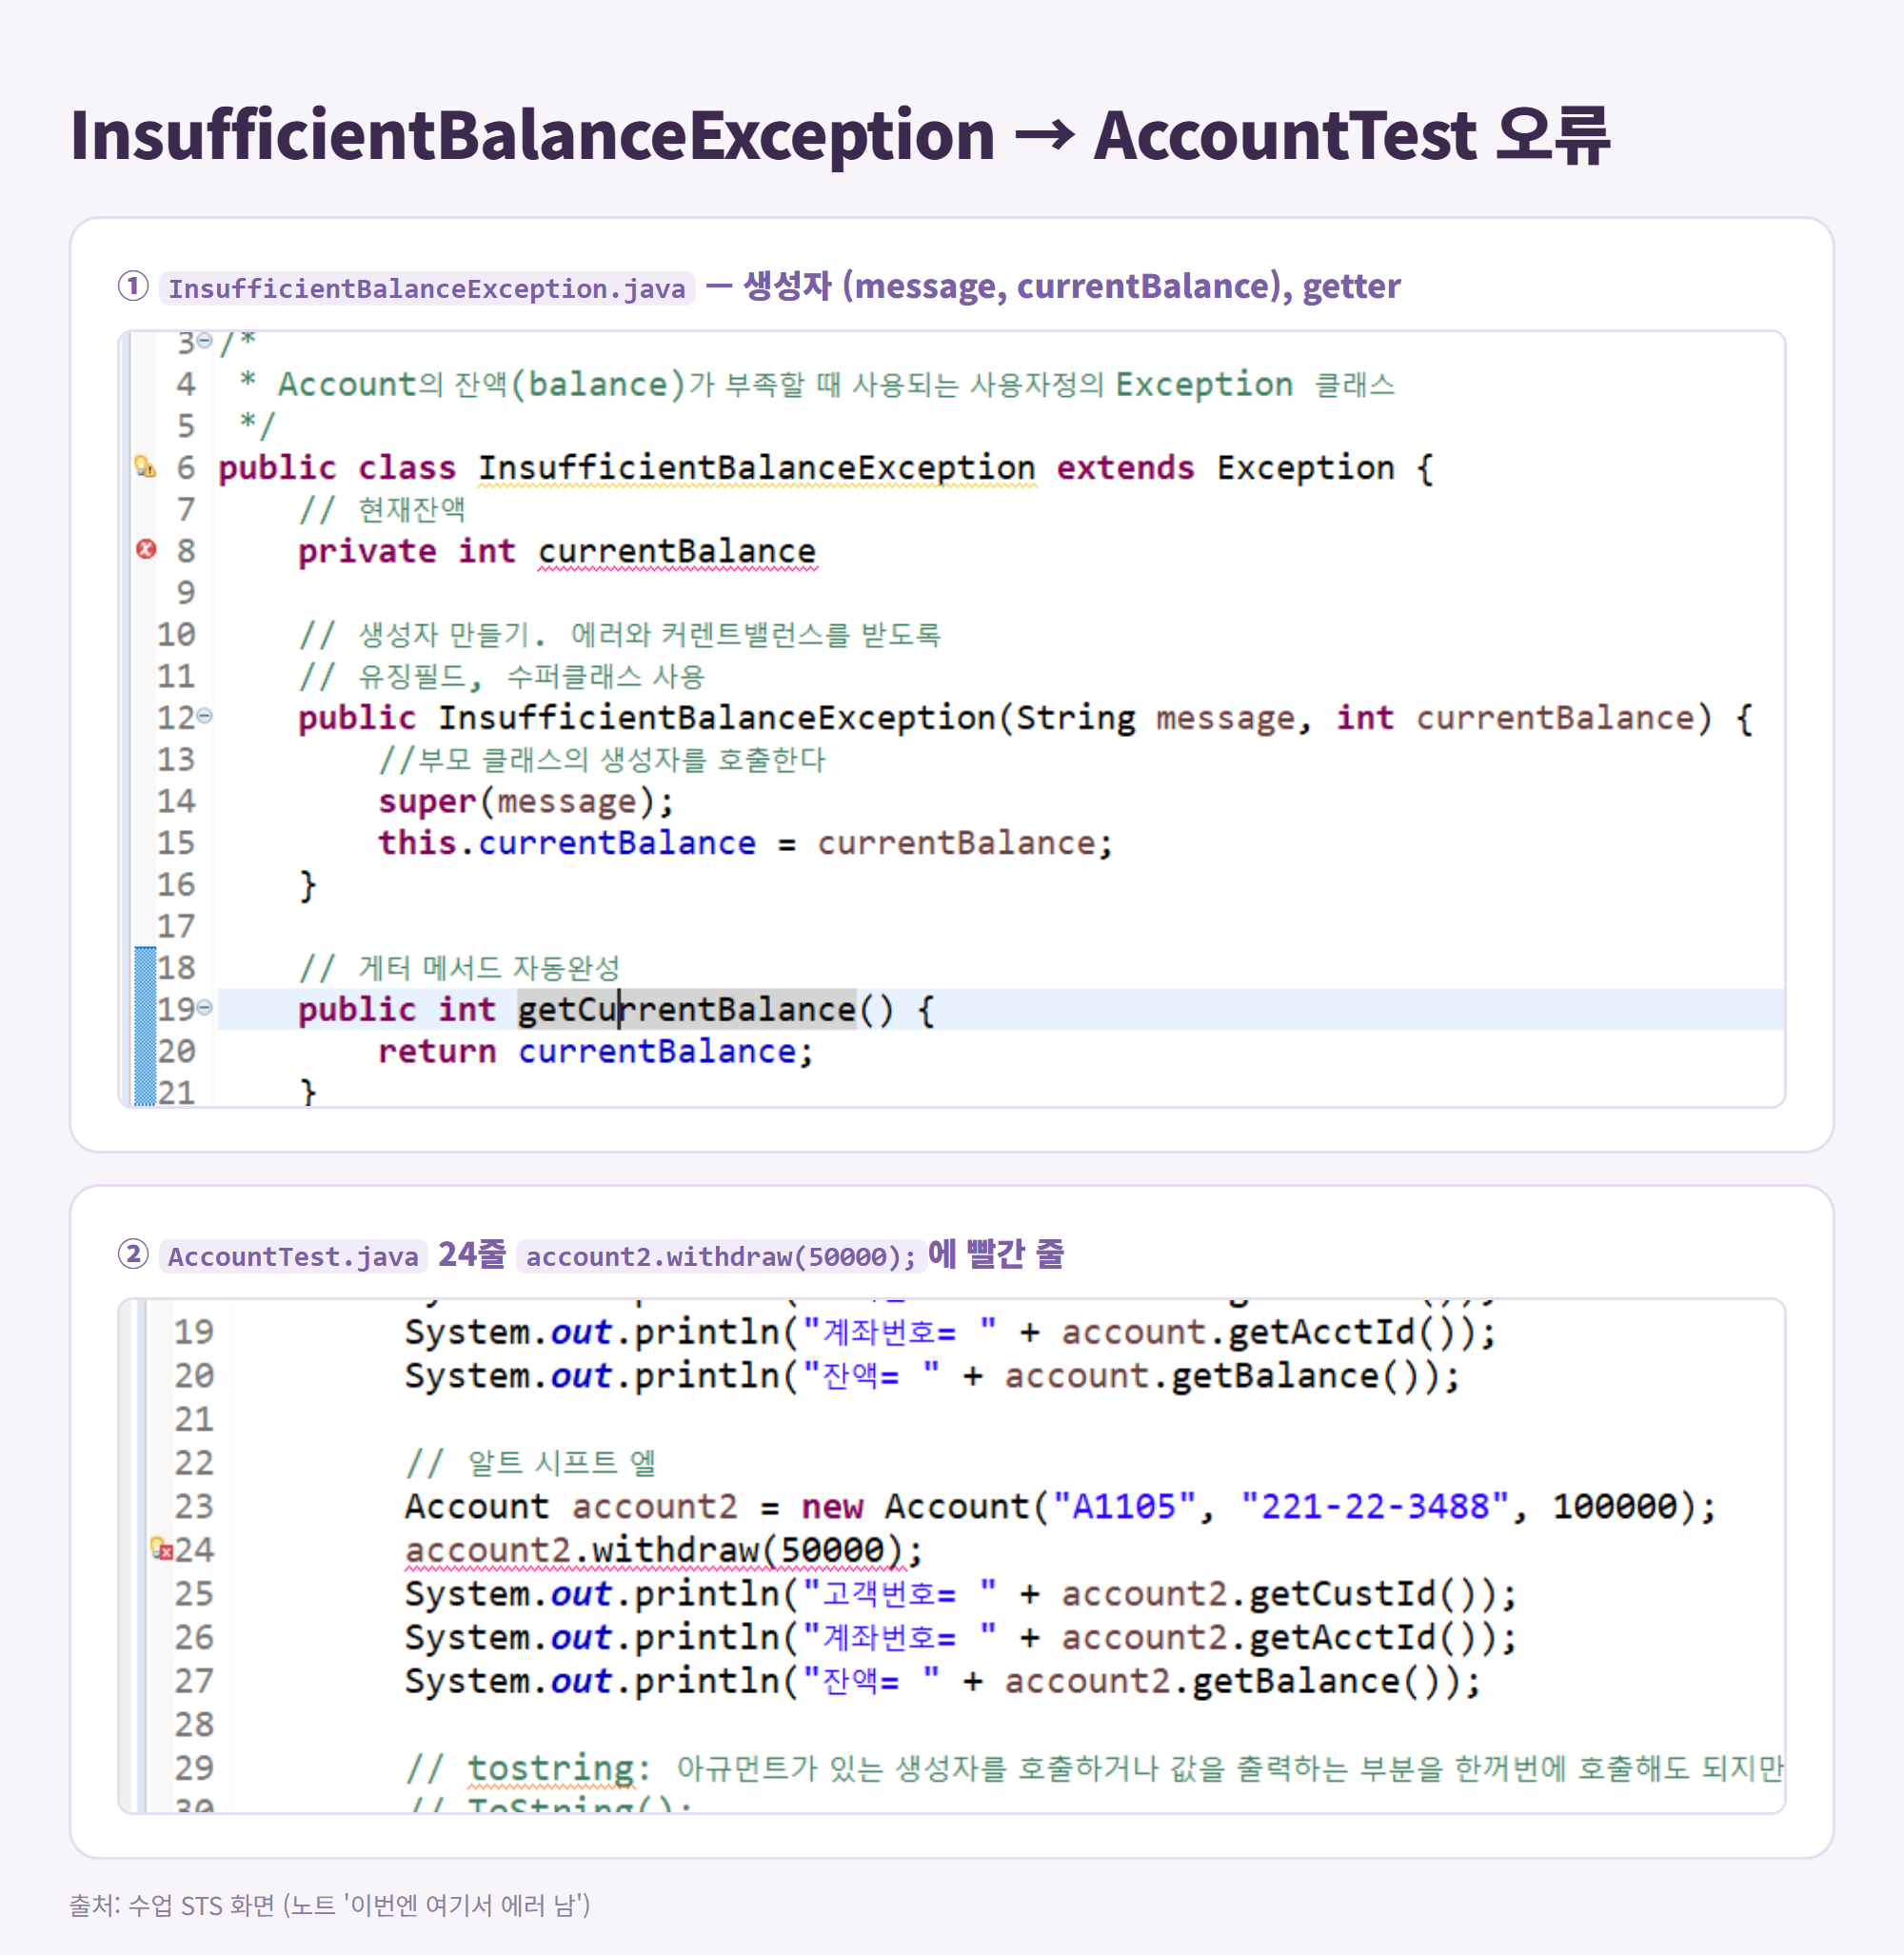 InsufficientBalanceException → AccountTest 오류
① InsufficientBalanceException.java — 생성자 (message, currentBalance), getter
3 /*
4 * Account의 잔액(balance)가 부족할 때 사용되는 사용자정의 Exception 클래스
5 */
6 public class InsufficientBalanceException extends Exception {
7 // 현재잔액
8 private int currentBalance
9
10 // 생성자 만들기. 에러와 커렌트밸런스를 받도록
11 // 유징필드, 수퍼클래스 사용
12 public InsufficientBalanceException(String message, int currentBalance) {
13 //부모 클래스의 생성자를 호출한다
14 super(message);
15 this.currentBalance = currentBalance;
16 }
17
18 // 게터 메서드 자동완성
19 public int getCurrentBalance() {
20 return currentBalance;
21 }
② AccountTest.java 24줄 account2.withdraw(50000);에 빨간 줄
19 System.out.println("계좌번호= " + account.getAcctId());
20 System.out.println("잔액= " + account.getBalance());
21
22 // 알트 시프트 엘
23 Account account2 = new Account("A1105", "221-22-3488", 100000);
24 account2.withdraw(50000);
25 System.out.println("고객번호= " + account2.getCustId());
26 System.out.println("계좌번호= " + account2.getAcctId());
27 System.out.println("잔액= " + account2.getBalance());
28
29 // tostring: 아규먼트가 있는 생성자를 호출하거나 값을 출력하는 부분을 한꺼번에 호출해도 되지만
30 // ToString();
출처: 수업 STS 화면 (노트 '이번엔 여기서 에러 남')